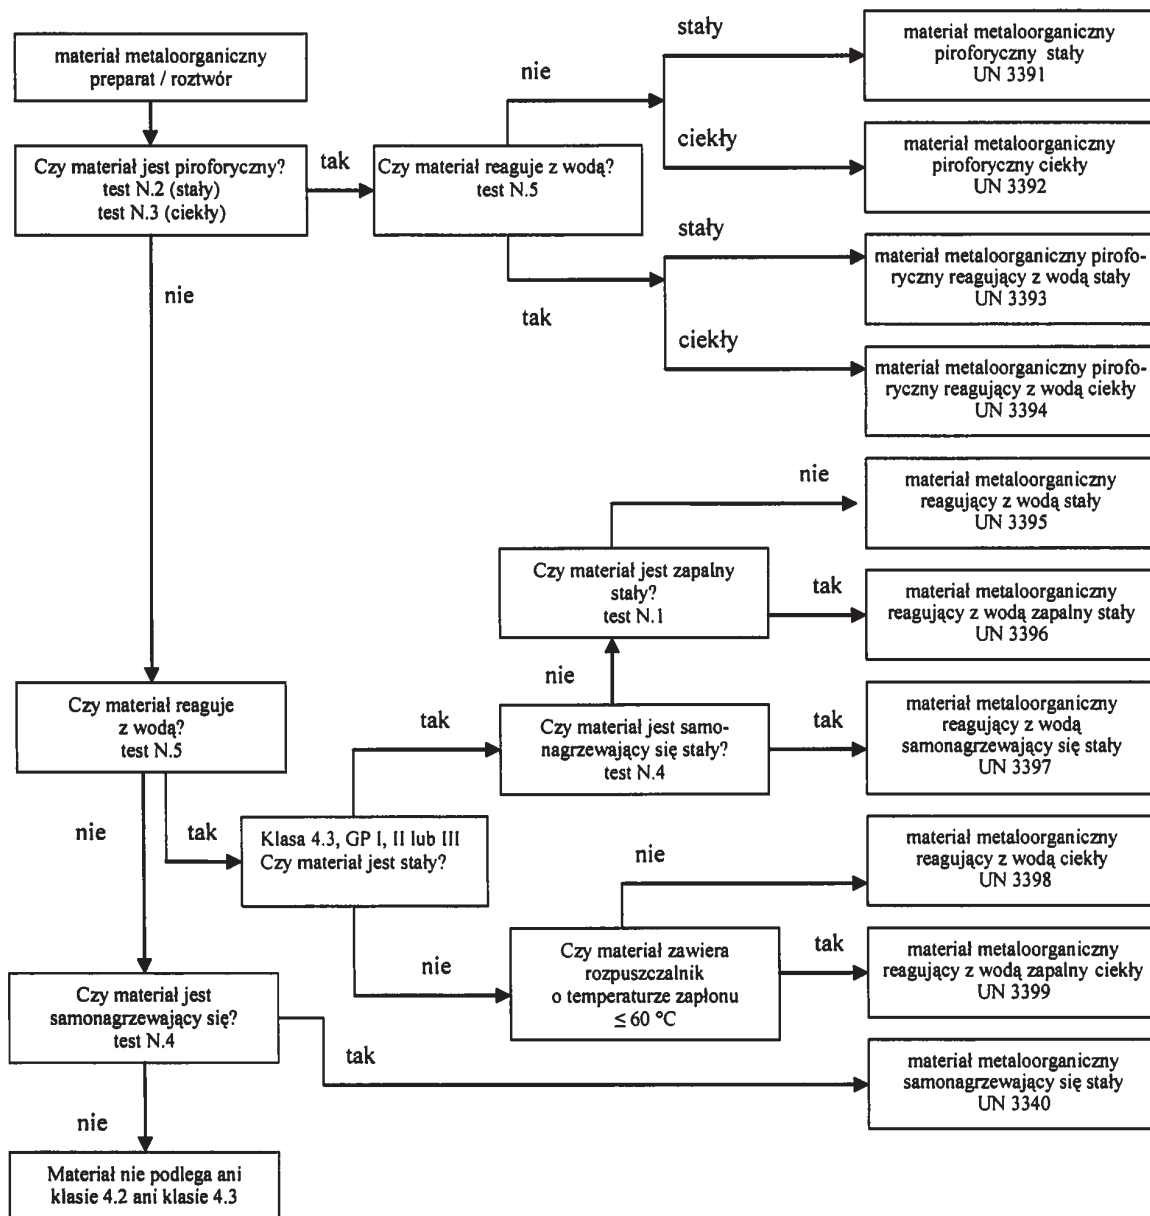 materiał metaloorganiczny
preparat / roztwór
Czy materiał jest piroforyczny?
test N.2 (stały)
test N.3 (ciekły)
tak
Czy materiał reaguje z wodą?
test N.5
nie
stały
materiał metaloorganiczny
piroforyczny stały
UN 3391
ciekły
materiał metaloorganiczny
piroforyczny ciekły
UN 3392
tak
stały
materiał metaloorganiczny pirofo-
ryczny reagujący z wodą stały
UN 3393
ciekły
materiał metaloorganiczny pirofo-
ryczny reagujący z wodą ciekły
UN 3394
nie
nie
materiał metaloorganiczny
reagujący z wodą stały
UN 3395
Czy materiał jest zapalny
stały?
test N.1
tak
materiał metaloorganiczny
reagujący z wodą zapalny stały
UN 3396
nie
Czy materiał reaguje
z wodą?
test N.5
tak
Czy materiał jest samo-
nagrzewający się stały?
test N.4
tak
materiał metaloorganiczny
reagujący z wodą
samonagrzewający się stały
UN 3397
nie
tak
Klasa 4.3, GP I, II lub III
Czy materiał jest stały?
nie
materiał metaloorganiczny
reagujący z wodą ciekły
UN 3398
nie
Czy materiał zawiera
rozpuszczalnik
o temperaturze zapłonu
≤ 60 °C
tak
materiał metaloorganiczny
reagujący z wodą zapalny ciekły
UN 3399
Czy materiał jest
samonagrzewający się?
test N.4
tak
materiał metaloorganiczny
samonagrzewający się stały
UN 3340
nie
Materiał nie podlega ani
klasie 4.2 ani klasie 4.3